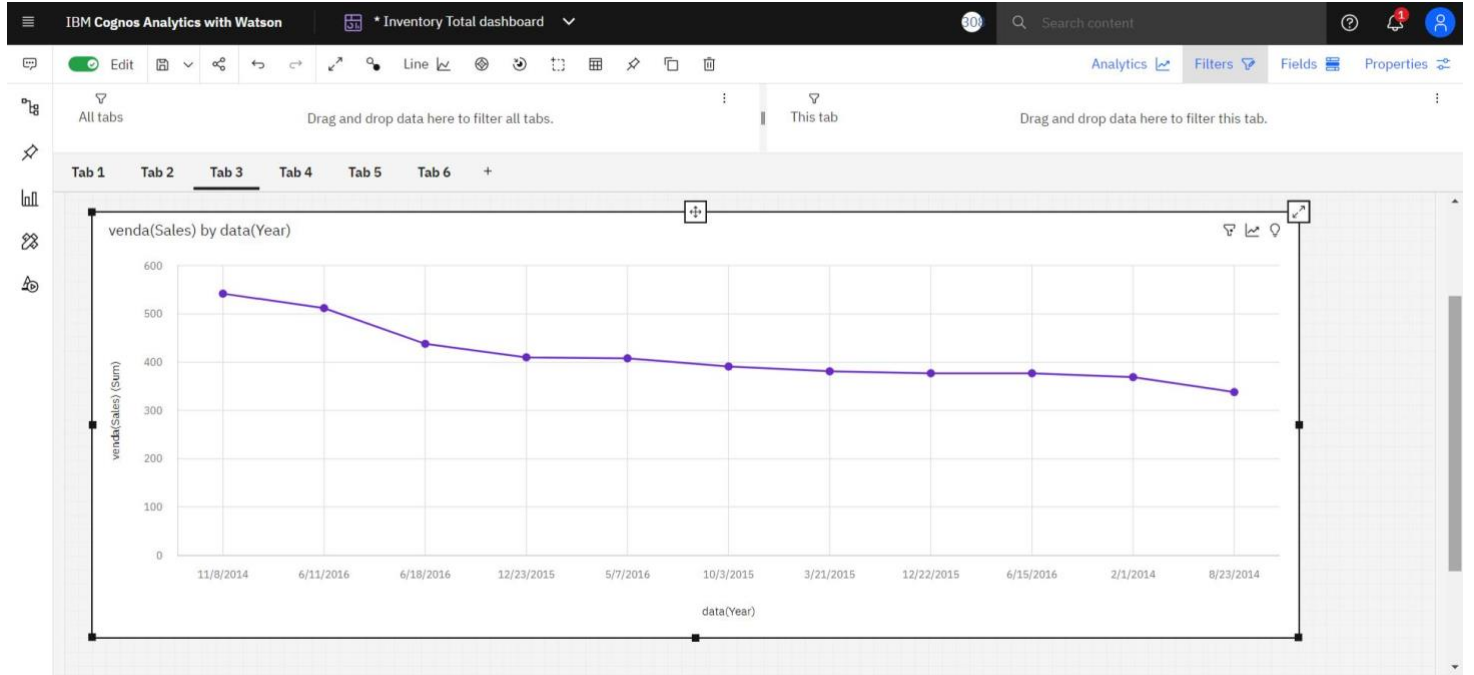 IBM Cognos Analytics with Watson
* Inventory Total dashboard
Search content
1
Edit
Line
Analytics
Filters
Fields
Properties
All tabs
Drag and drop data here to filter all tabs.
This tab
Drag and drop data here to filter this tab.
Tab 1 Tab 2 Tab 3 Tab 4 Tab 5 Tab 6 +
venda(Sales) by data(Year)
venda(Sales) (Sum)
600
500
400
300
200
100
0
11/8/2014 6/11/2016 6/18/2016 12/23/2015 5/7/2016 10/3/2015 3/21/2015 12/22/2015 6/15/2016 2/1/2014 8/23/2014
data(Year)